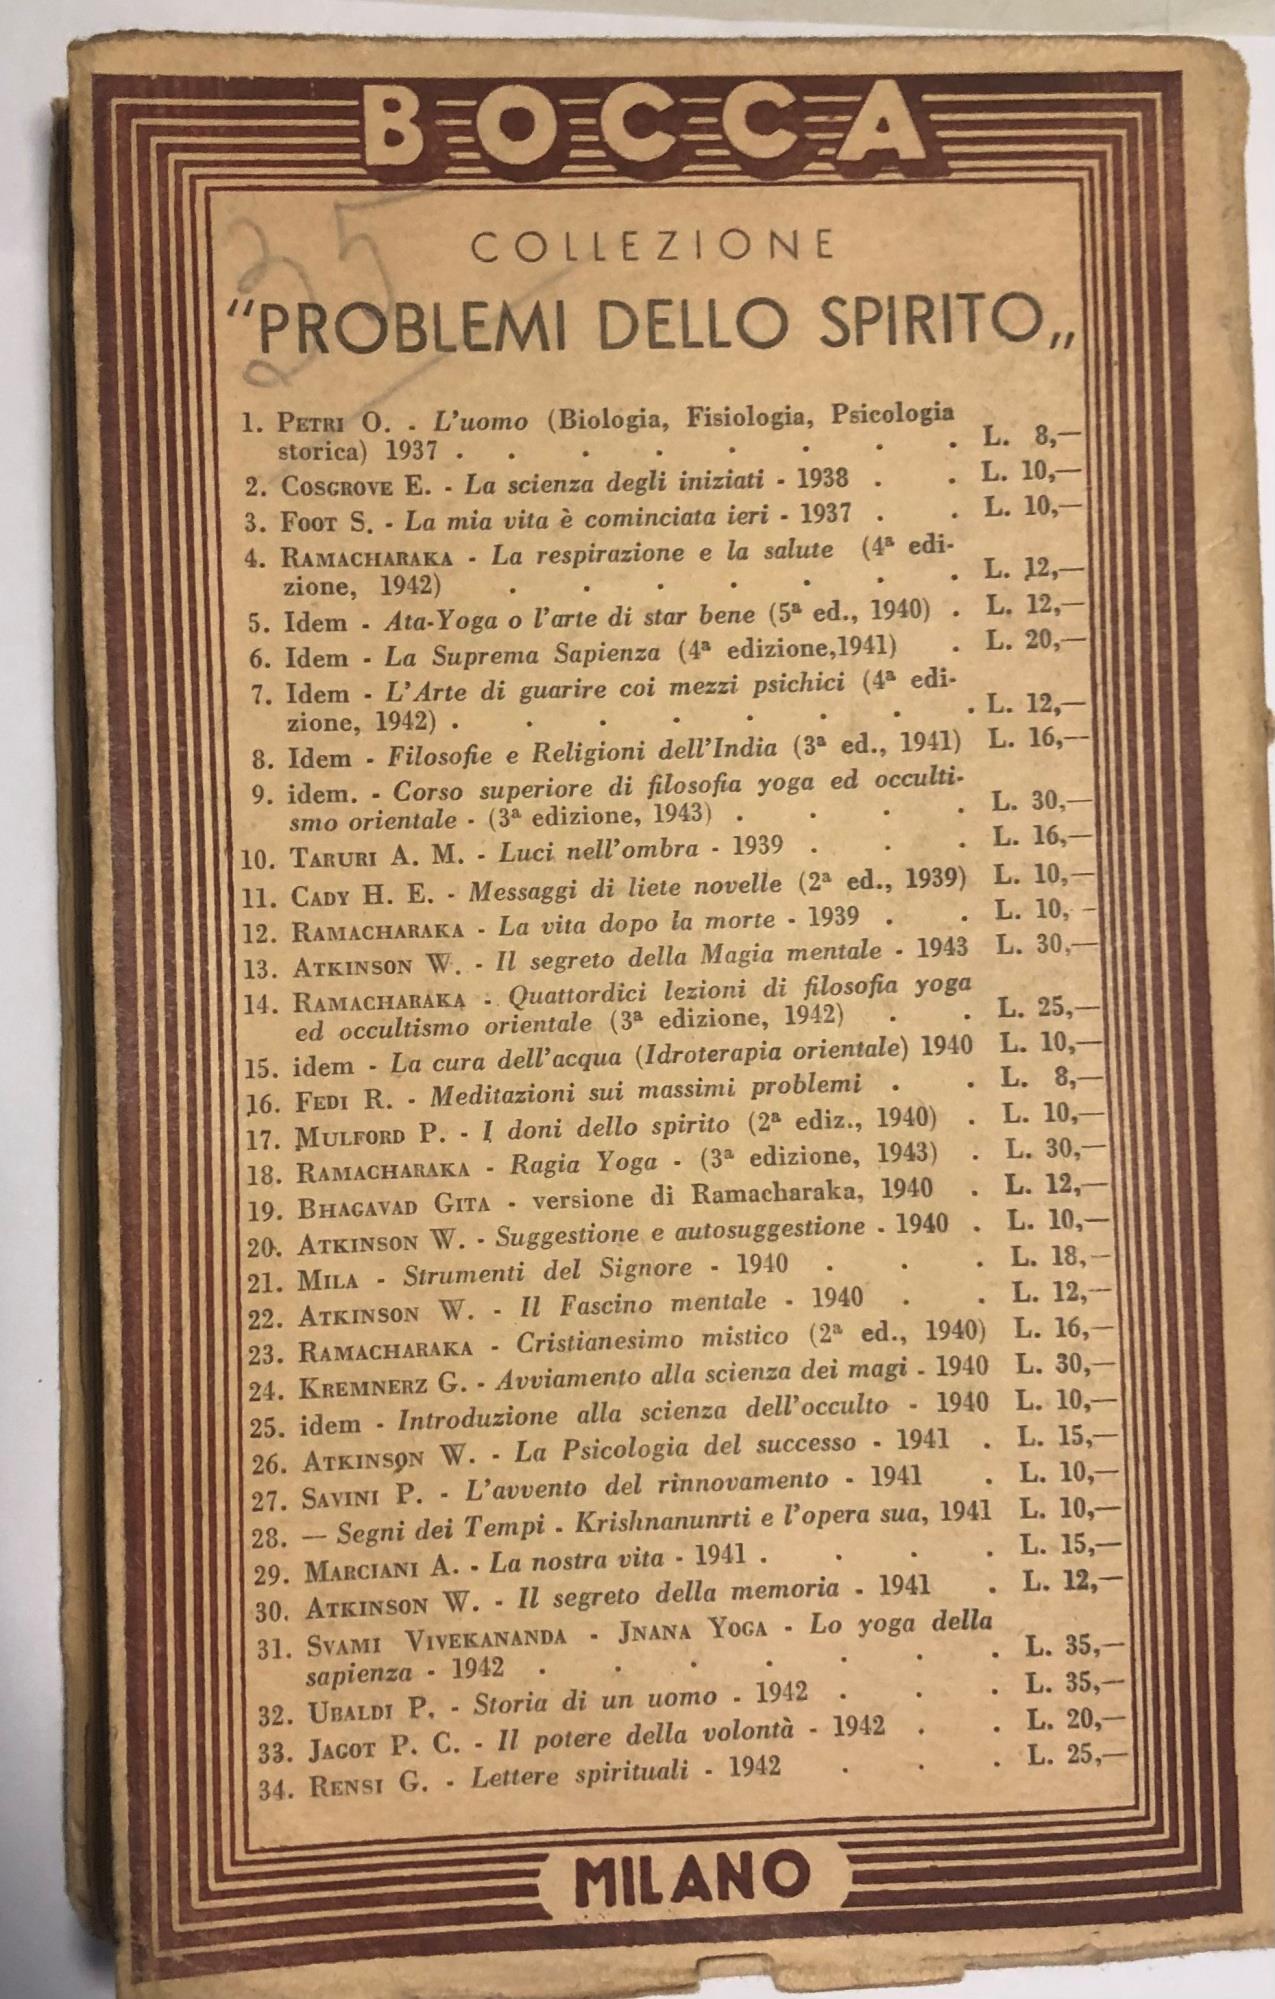 BOCCA
35
COLLEZIONE
"PROBLEMI DELLO SPIRITO„
1. PETRI O. - L'uomo (Biologia, Fisiologia, Psicologia
storica) 1937 . . . . . . . . L. 8,—
2. COSGROVE E. - La scienza degli iniziati - 1938 . . L. 10,—
3. FOOT S. - La mia vita è cominciata ieri - 1937 . . L. 10,—
4. RAMACHARAKA - La respirazione e la salute (4ª edi-
zione, 1942) . . . . . . . L. 12,—
5. Idem - Ata-Yoga o l'arte di star bene (5ª ed., 1940) . L. 12,—
6. Idem - La Suprema Sapienza (4ª edizione,1941) . L. 20,—
7. Idem - L'Arte di guarire coi mezzi psichici (4ª edi-
zione, 1942) . . . . . . . . L. 12,—
8. Idem - Filosofie e Religioni dell'India (3ª ed., 1941) L. 16,—
9. idem. - Corso superiore di filosofia yoga ed occulti-
smo orientale - (3ª edizione, 1943) . . . . L. 30,—
10. TARURI A. M. - Luci nell'ombra - 1939 . . . L. 16,—
11. CADY H. E. - Messaggi di liete novelle (2ª ed., 1939) L. 10,—
12. RAMACHARAKA - La vita dopo la morte - 1939 . . L. 10, -
13. ATKINSON W. - Il segreto della Magia mentale - 1943 L. 30,—
14. RAMACHARAKA - Quattordici lezioni di filosofia yoga
ed occultismo orientale (3ª edizione, 1942) . . L. 25,—
15. idem - La cura dell'acqua (Idroterapia orientale) 1940 L. 10,—
16. FEDI R. - Meditazioni sui massimi problemi . . L. 8,—
17. MULFORD P. - I doni dello spirito (2ª ediz., 1940) . L. 10,—
18. RAMACHARAKA - Ragia Yoga - (3ª edizione, 1943) . L. 30,—
19. BHAGAVAD GITA - versione di Ramacharaka, 1940 . L. 12,—
20. ATKINSON W. - Suggestione e autosuggestione - 1940 . L. 10,—
21. MILA - Strumenti del Signore - 1940 . . . L. 18,—
22. ATKINSON W. - Il Fascino mentale - 1940 . . L. 12,—
23. RAMACHARAKA - Cristianesimo mistico (2ª ed., 1940) L. 16,—
24. KREMNERZ G. - Avviamento alla scienza dei magi - 1940 L. 30,—
25. idem - Introduzione alla scienza dell'occulto - 1940 L. 10,—
26. ATKINSON W. - La Psicologia del successo - 1941 . L. 15,—
27. SAVINI P. - L'avvento del rinnovamento - 1941 . L. 10,—
28. — Segni dei Tempi - Krishnanunrti e l'opera sua, 1941 L. 10,—
29. MARCIANI A. - La nostra vita - 1941 . . . . L. 15,—
30. ATKINSON W. - Il segreto della memoria - 1941 . L. 12,—
31. SVAMI VIVEKANANDA - JNANA YOGA - Lo yoga della
sapienza - 1942 . . . . . . . L. 35,—
32. UBALDI P. - Storia di un uomo - 1942 . . . L. 35,—
33. JAGOT P. C. - Il potere della volontà - 1942 . . L. 20,—
34. RENSI G. - Lettere spirituali - 1942 . . . L. 25,—
MILANO